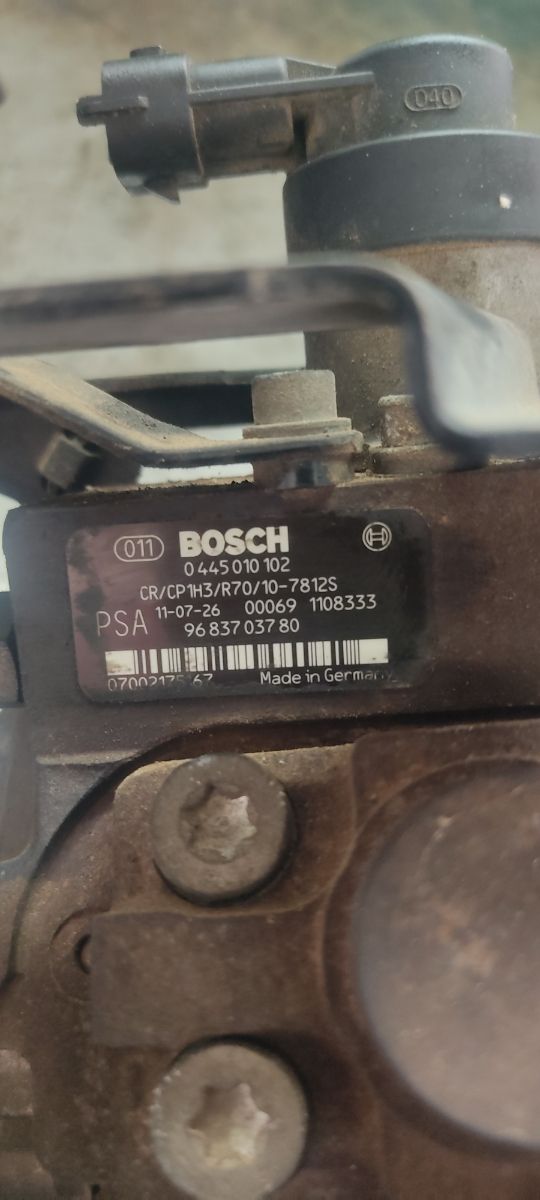 040
011 BOSCH
0 445 010 102
CR/CP1H3/R70/10-7812S
PSA 11-07-26 00069 1108333
96 837 037 80
Made in Germany